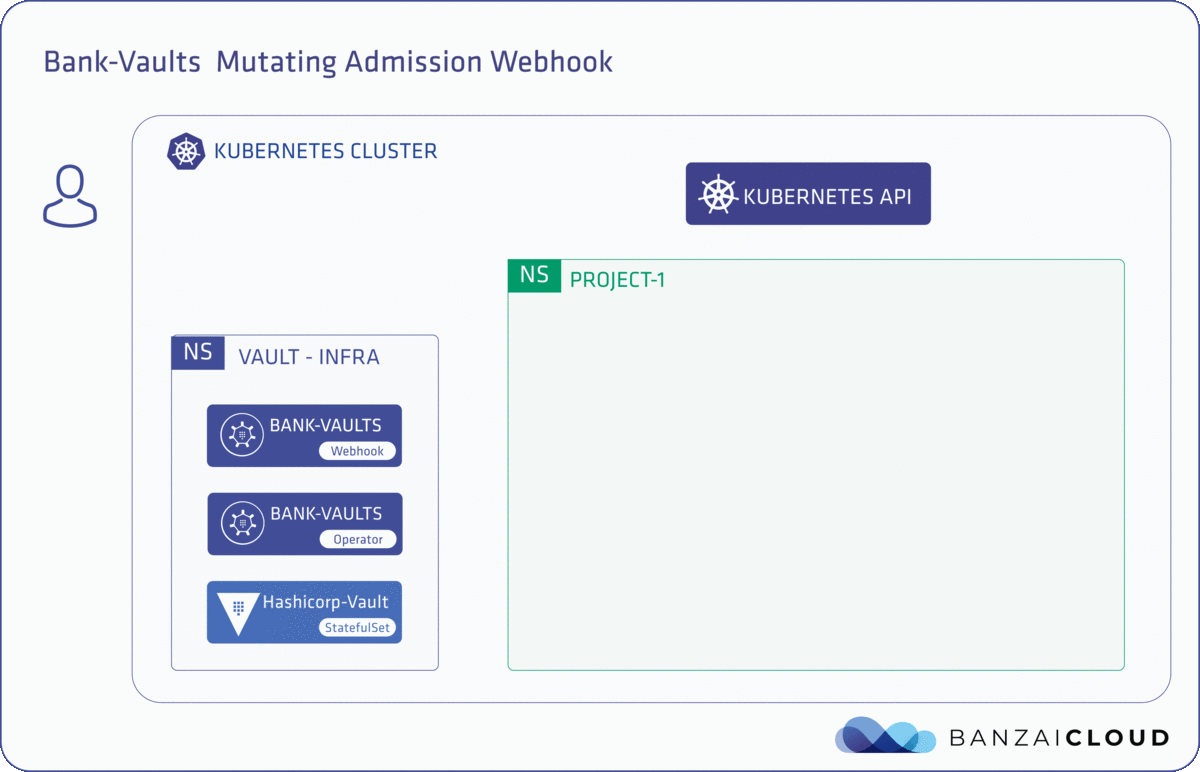 Bank-Vaults Mutating Admission Webhook
KUBERNETES CLUSTER
KUBERNETES API
NS PROJECT-1
NS VAULT - INFRA
BANK-VAULTS
Webhook
BANK-VAULTS
Operator
Hashicorp-Vault
StatefulSet
BANZAICLOUD